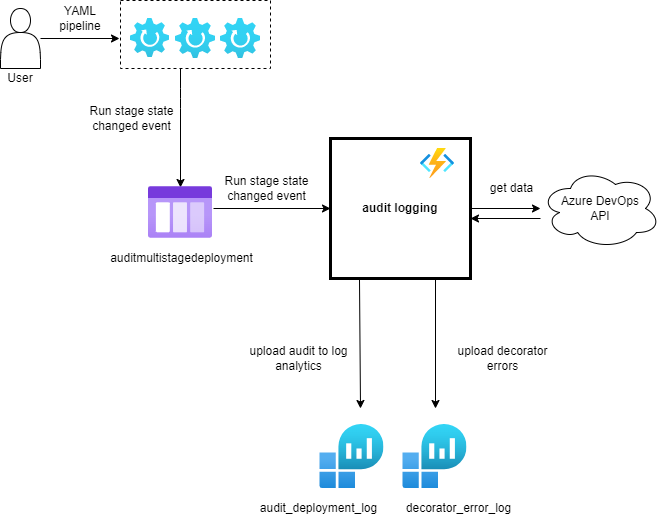 YAML
pipeline
User
Run stage state
changed event
Run stage state
changed event
auditmultistagedeployment
audit logging
get data
Azure DevOps
API
upload audit to log
analytics
upload decorator
errors
audit_deployment_log
decorator_error_log